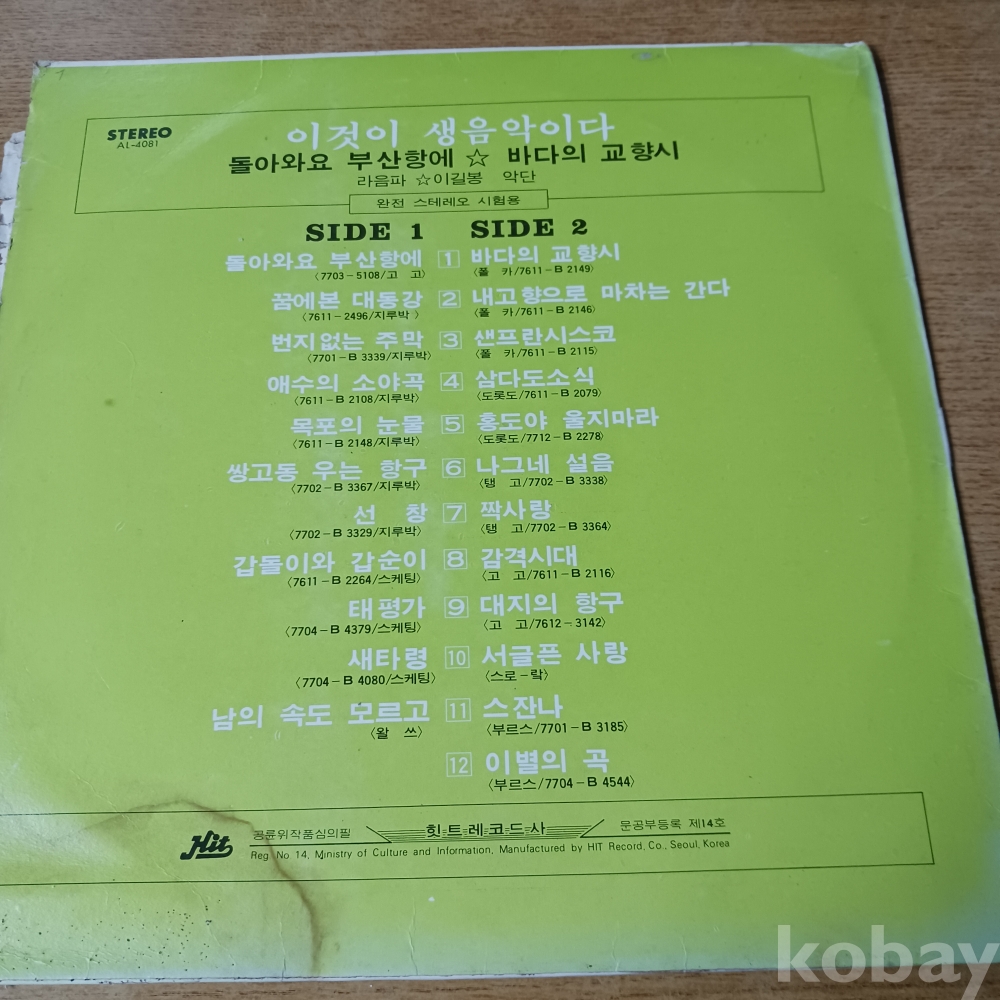 STEREO
AL-4081
이것이 생음악이다
돌아와요 부산항에 ☆ 바다의 교향시
라음파 ☆이길봉 악단
완전 스테레오 시험용
SIDE 1 SIDE 2
돌아와요 부산항에 1 바다의 교향시
〈7703-5108/고 고〉 〈폴 카/7611-B 2149〉
꿈에본 대동강 2 내고향으로 마차는 간다
〈7611-2496/지루박 〉 〈폴 카/7611-B 2146〉
번지없는 주막 3 샌프란시스코
〈7701-B 3339/지루박〉 〈폴 카/7611-B 2115〉
애수의 소야곡 4 삼다도소식
〈7611-B 2108/지루박〉 〈도롯도/7611-B 2079〉
목포의 눈물 5 홍도야 울지마라
〈7611-B 2148/지루박〉 〈도롯도/7712-B 2278〉
쌍고동 우는 항구 6 나그네 설음
〈7702-B 3367/지루박〉 〈탱 고/7702-B 3338〉
선 창 7 짝사랑
〈7702-B 3329/지루박〉 〈탱 고/7702-B 3364〉
갑돌이와 갑순이 8 감격시대
〈7611-B 2264/스케팅〉 〈고 고/7611-B 2116〉
태평가 9 대지의 항구
〈7704-B 4379/스케팅〉 〈고 고/7612-3142〉
새타령 10 서글픈 사랑
〈7704-B 4080/스케팅〉 〈스로-랔〉
남의 속도 모르고 11 스잔나
〈왈 쓰〉 〈부르스/7701-B 3185〉
12 이별의 곡
〈부르스/7704-B 4544〉
Hit 공륜위작품심의필 힛트레코드사 문공부등록 제14호
Reg. No 14, Ministry of Culture and Information, Manufactured by HIT Record, Co., Seoul, Korea
kobay